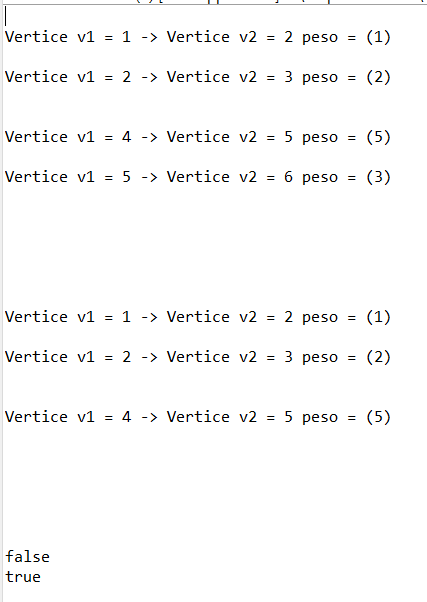 Vertice v1 = 1 -> Vertice v2 = 2 peso = (1)
Vertice v1 = 2 -> Vertice v2 = 3 peso = (2)
Vertice v1 = 4 -> Vertice v2 = 5 peso = (5)
Vertice v1 = 5 -> Vertice v2 = 6 peso = (3)
Vertice v1 = 1 -> Vertice v2 = 2 peso = (1)
Vertice v1 = 2 -> Vertice v2 = 3 peso = (2)
Vertice v1 = 4 -> Vertice v2 = 5 peso = (5)
false
true